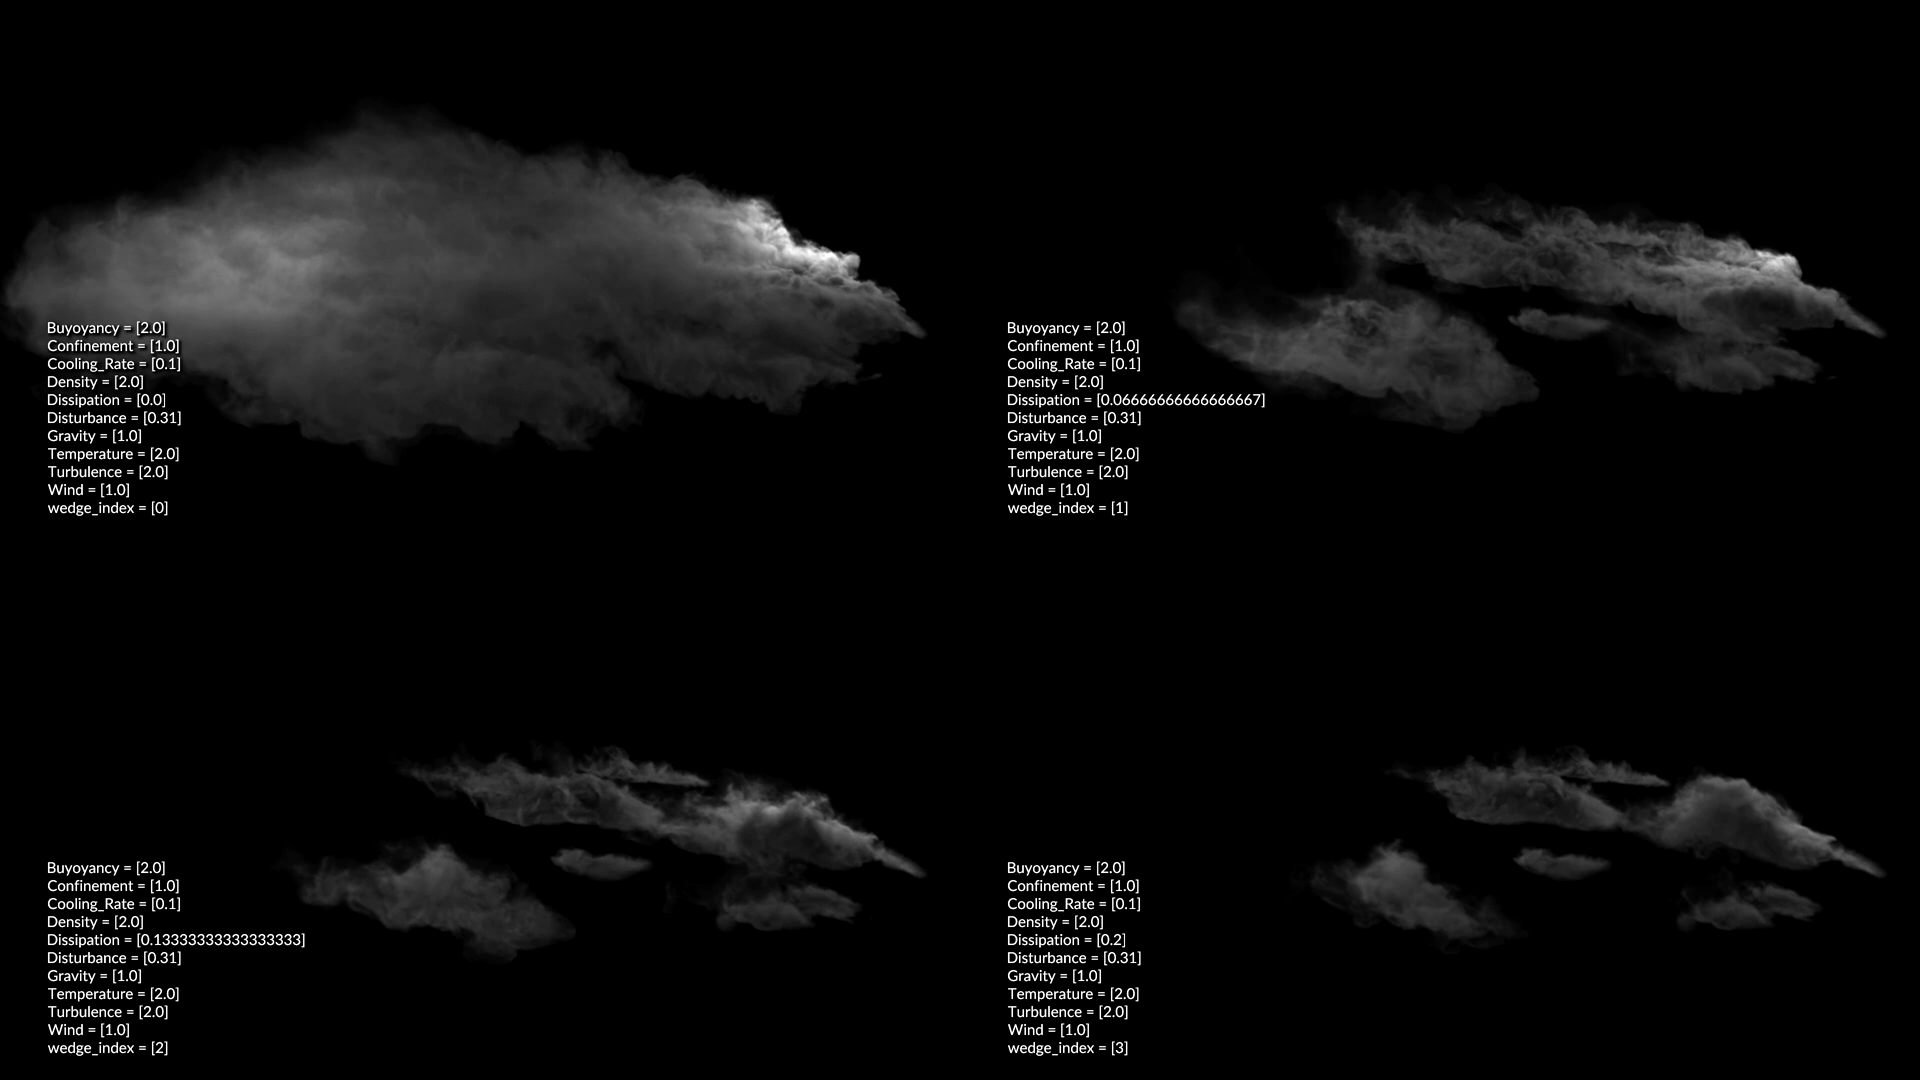 Buyoyancy = [2.0]
Confinement = [1.0]
Cooling_Rate = [0.1]
Density = [2.0]
Dissipation = [0.0]
Disturbance = [0.31]
Gravity = [1.0]
Temperature = [2.0]
Turbulence = [2.0]
Wind = [1.0]
wedge_index = [0]
Buyoyancy = [2.0]
Confinement = [1.0]
Cooling_Rate = [0.1]
Density = [2.0]
Dissipation = [0.06666666666666667]
Disturbance = [0.31]
Gravity = [1.0]
Temperature = [2.0]
Turbulence = [2.0]
Wind = [1.0]
wedge_index = [1]
Buyoyancy = [2.0]
Confinement = [1.0]
Cooling_Rate = [0.1]
Density = [2.0]
Dissipation = [0.13333333333333333]
Disturbance = [0.31]
Gravity = [1.0]
Temperature = [2.0]
Turbulence = [2.0]
Wind = [1.0]
wedge_index = [2]
Buyoyancy = [2.0]
Confinement = [1.0]
Cooling_Rate = [0.1]
Density = [2.0]
Dissipation = [0.2]
Disturbance = [0.31]
Gravity = [1.0]
Temperature = [2.0]
Turbulence = [2.0]
Wind = [1.0]
wedge_index = [3]